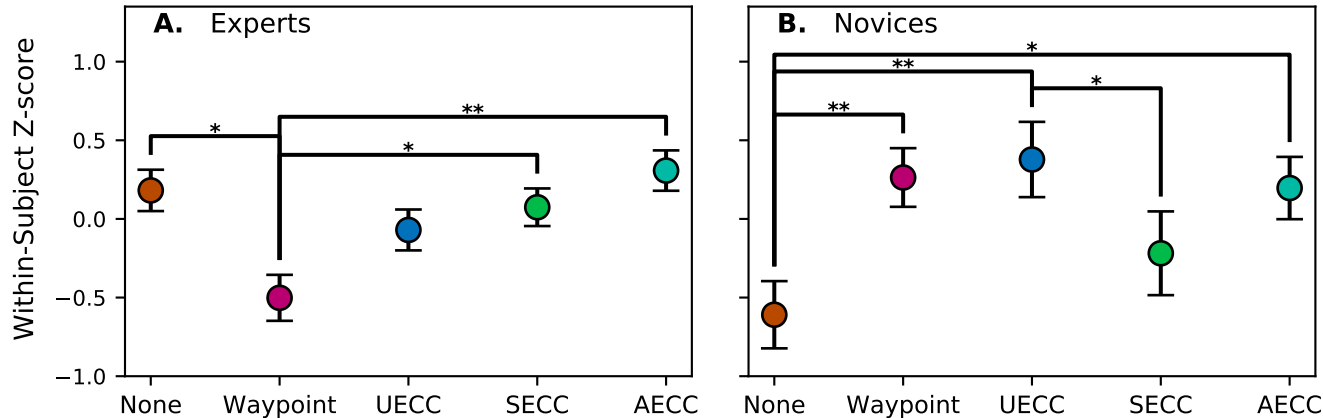 A. Experts
B. Novices
Within-Subject Z-score
1.0
0.5
0.0
−0.5
−1.0
*
**
*
*
**
*
**
None Waypoint UECC SECC AECC
None Waypoint UECC SECC AECC